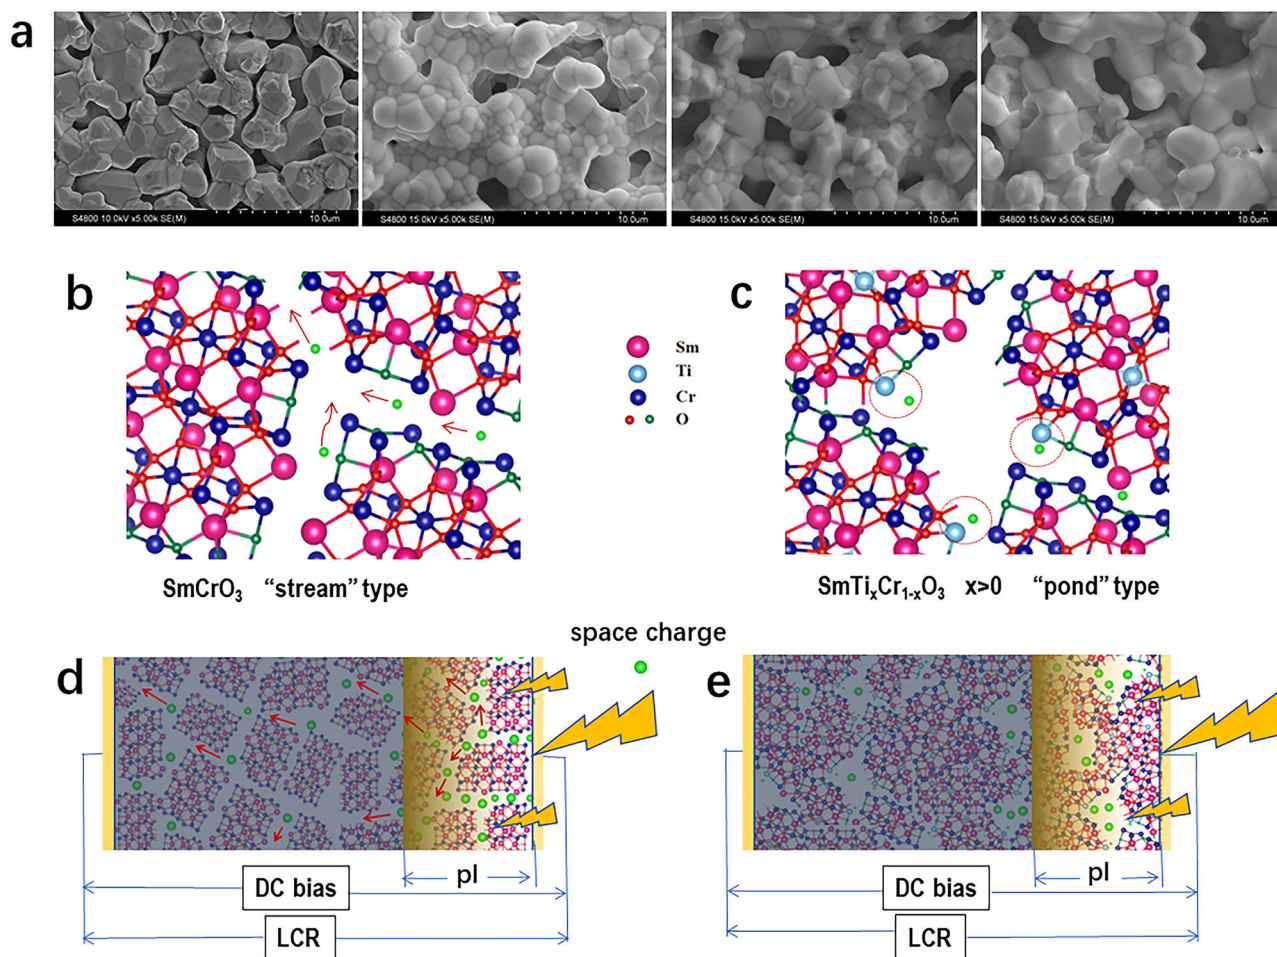 a
S4800 10.0kV x5.00k SE(M) 10.0um
S4800 15.0kV x5.00k SE(M) 10.0um
S4800 15.0kV x5.00k SE(M) 10.0um
S4800 15.0kV x5.00k SE(M) 10.0um
b
c
Sm
Ti
Cr
O
SmCrO₃ “stream” type
SmTiₓCr₁₋ₓO₃ x>0 “pond” type
space charge
d
e
pI
DC bias
LCR
pI
DC bias
LCR